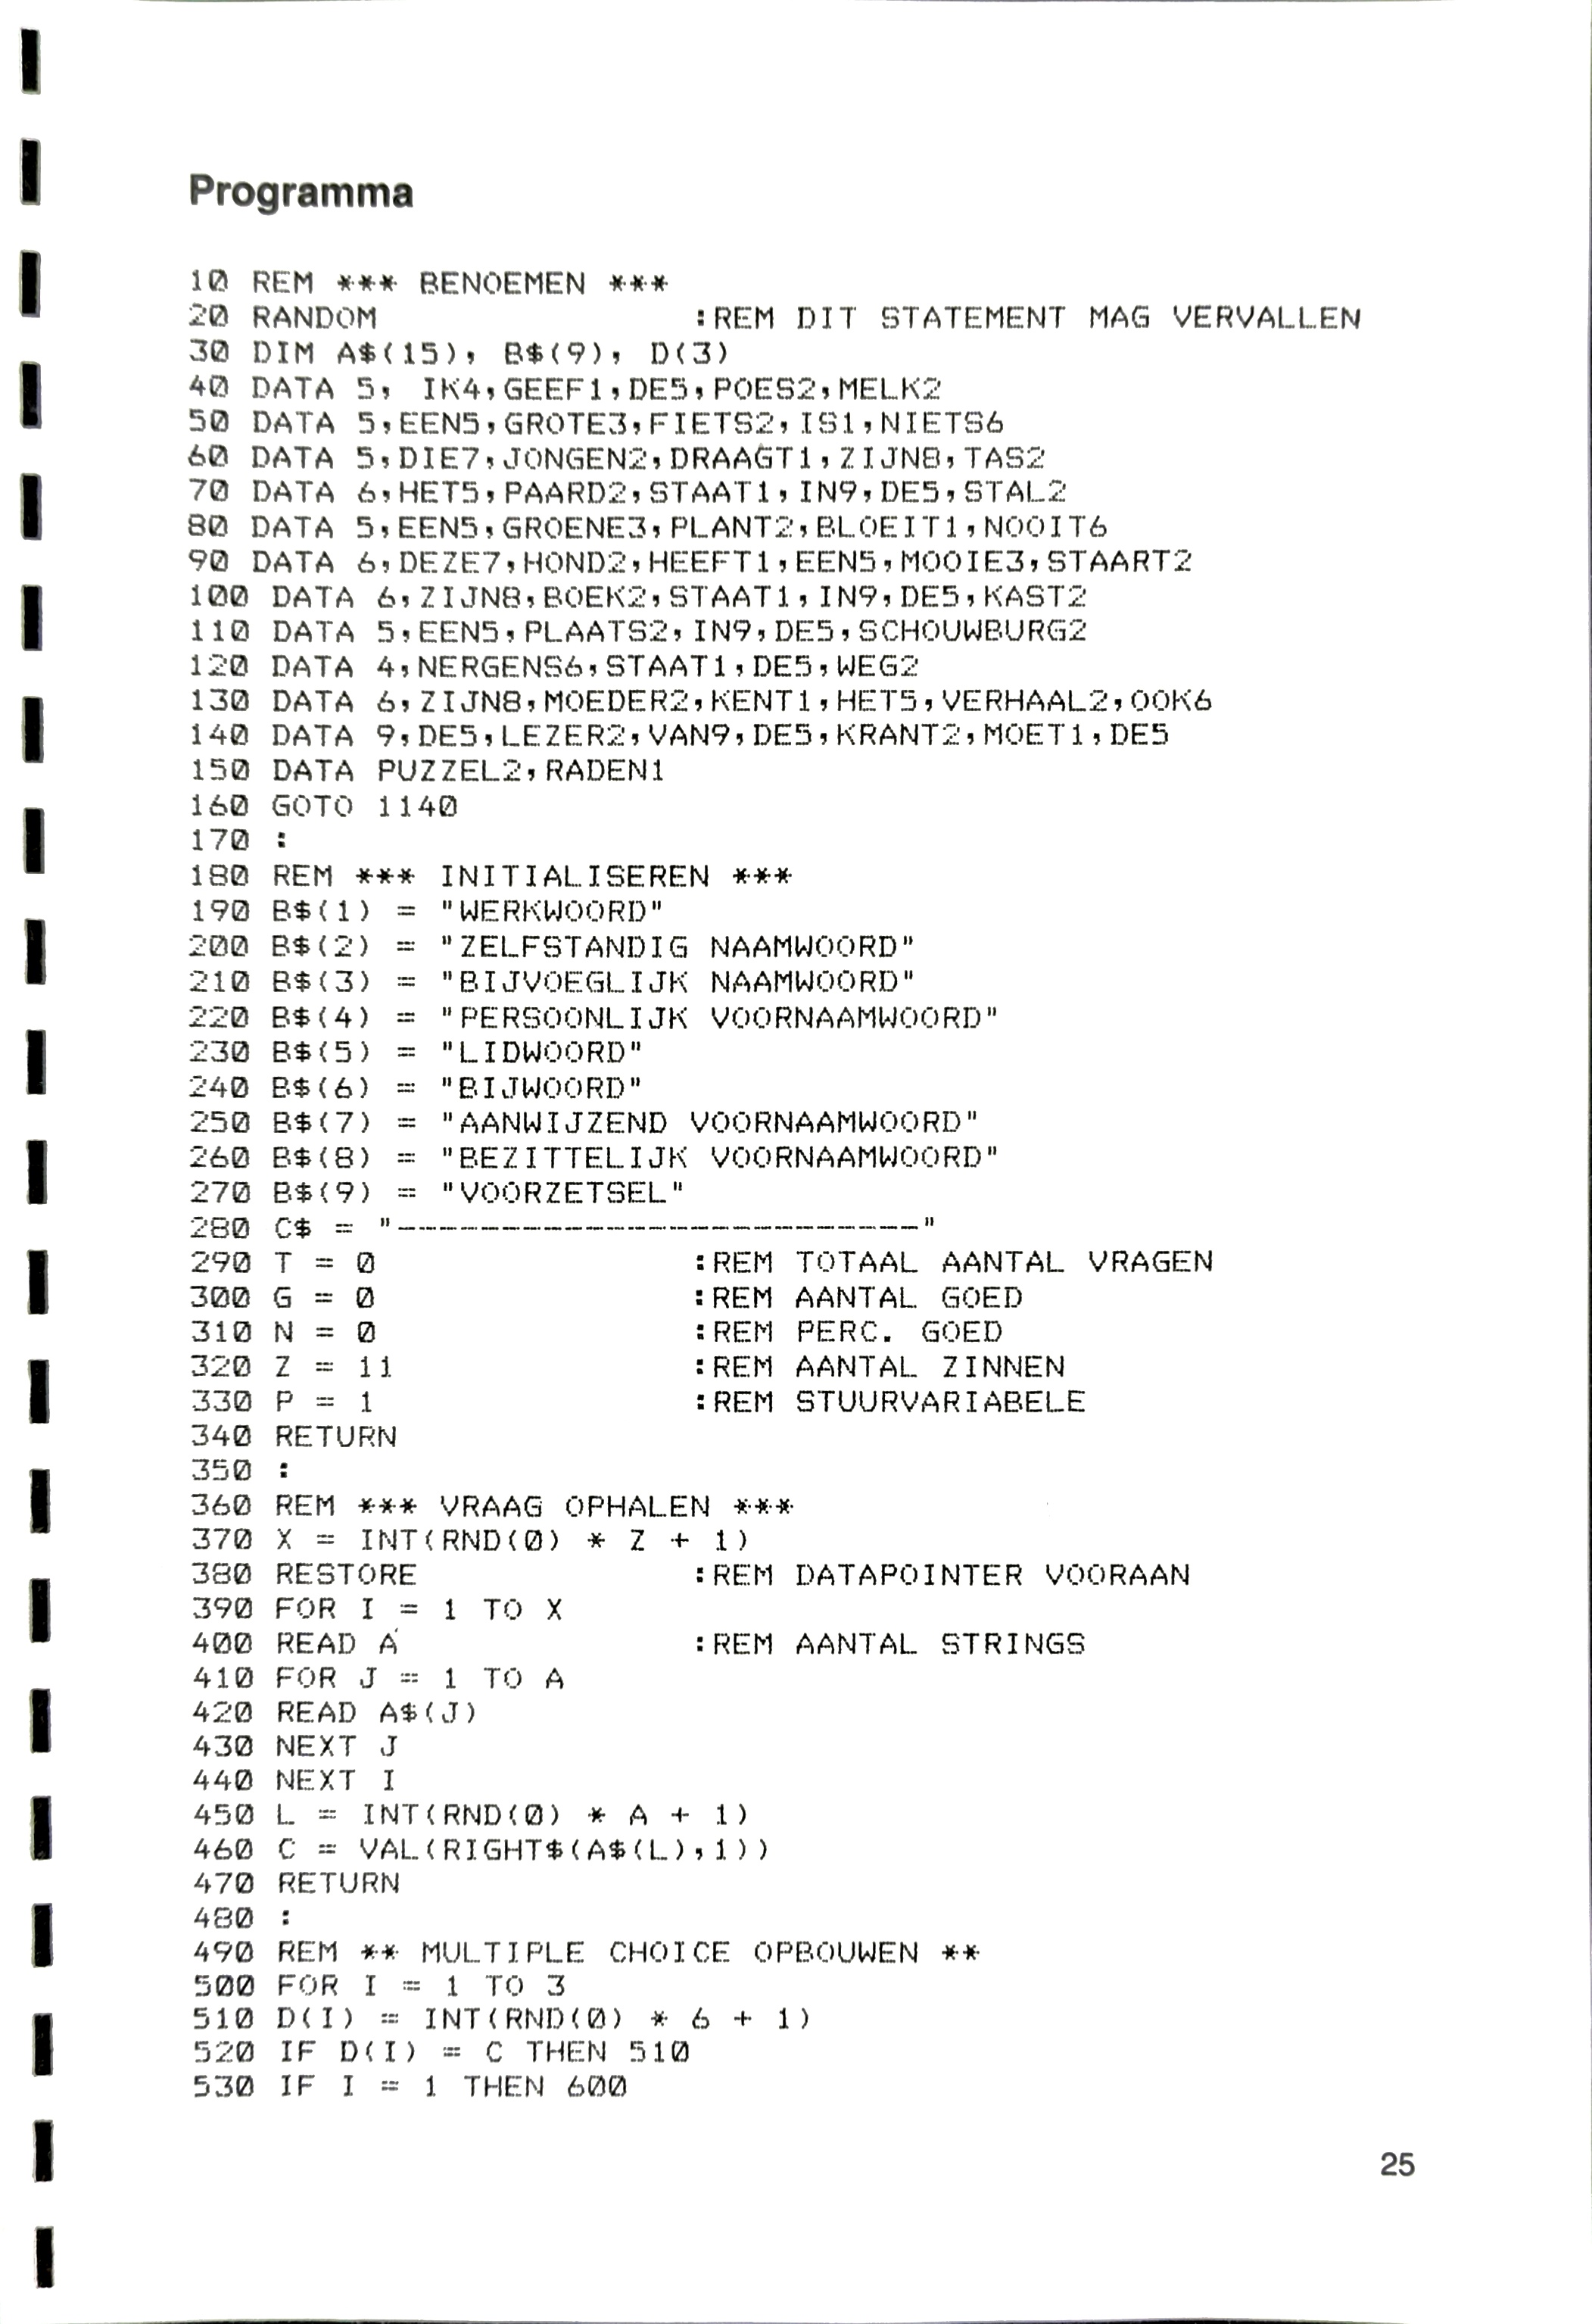 Programma
10 REM *** BENOEMEN ***
20 RANDOM :REM DIT STATEMENT MAG VERVALLEN
30 DIM A$(15), B$(9), D(3)
40 DATA 5, IK4,GEEF1,DE5,POES2,MELK2
50 DATA 5,EEN5,GROTE3,FIETS2,IS1,NIETS6
60 DATA 5,DIE7,JONGEN2,DRAAGT1,ZIJN8,TAS2
70 DATA 6,HET5,PAARD2,STAAT1,IN9,DE5,STAL2
80 DATA 5,EEN5,GROENE3,PLANT2,BLOEIT1,NOOIT6
90 DATA 6,DEZE7,HOND2,HEEFT1,EEN5,MOOIE3,STAART2
100 DATA 6,ZIJN8,BOEK2,STAAT1,IN9,DE5,KAST2
110 DATA 5,EEN5,PLAATS2,IN9,DE5,SCHOUWBURG2
120 DATA 4,NERGENS6,STAAT1,DE5,WEG2
130 DATA 6,ZIJN8,MOEDER2,KENT1,HET5,VERHAAL2,OOK6
140 DATA 9,DE5,LEZER2,VAN9,DE5,KRANT2,MOET1,DE5
150 DATA PUZZEL2,RADEN1
160 GOTO 1140
170 :
180 REM *** INITIALISEREN ***
190 B$(1) = "WERKWOORD"
200 B$(2) = "ZELFSTANDIG NAAMWOORD"
210 B$(3) = "BIJVOEGLIJK NAAMWOORD"
220 B$(4) = "PERSOONLIJK VOORNAAMWOORD"
230 B$(5) = "LIDWOORD"
240 B$(6) = "BIJWOORD"
250 B$(7) = "AANWIJZEND VOORNAAMWOORD"
260 B$(8) = "BEZITTELIJK VOORNAAMWOORD"
270 B$(9) = "VOORZETSEL"
280 C$ = "-------------------------"
290 T = 0 :REM TOTAAL AANTAL VRAGEN
300 G = 0 :REM AANTAL GOED
310 N = 0 :REM PERC. GOED
320 Z = 11 :REM AANTAL ZINNEN
330 P = 1 :REM STUURVARIABELE
340 RETURN
350 :
360 REM *** VRAAG OPHALEN ***
370 X = INT(RND(0) * Z + 1)
380 RESTORE :REM DATAPOINTER VOORAAN
390 FOR I = 1 TO X
400 READ A :REM AANTAL STRINGS
410 FOR J = 1 TO A
420 READ A$(J)
430 NEXT J
440 NEXT I
450 L = INT(RND(0) * A + 1)
460 C = VAL(RIGHT$(A$(L),1))
470 RETURN
480 :
490 REM ** MULTIPLE CHOICE OPBOUWEN **
500 FOR I = 1 TO 3
510 D(I) = INT(RND(0) * 6 + 1)
520 IF D(I) = C THEN 510
530 IF I = 1 THEN 600
25